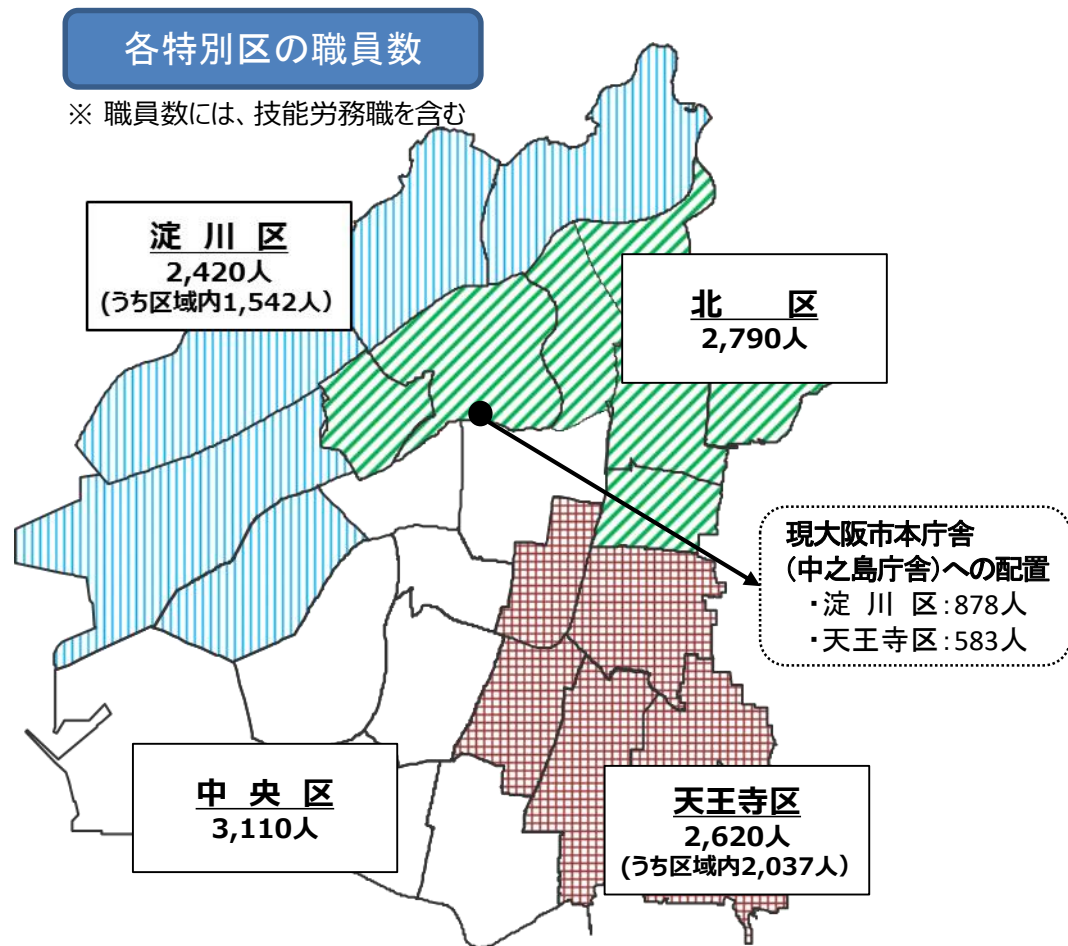 各特別区の職員数
※ 職員数には、技能労務職を含む
淀 川 区
2,420人
(うち区域内1,542人)
北 区
2,790人
現大阪市本庁舎
(中之島庁舎)への配置
・淀 川 区:878人
・天王寺区:583人
中 央 区
3,110人
天王寺区
2,620人
(うち区域内2,037人)